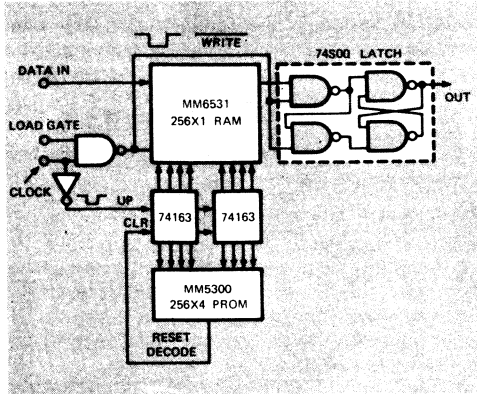 WRITE
74S00 LATCH
DATA IN
MM6531
256X1 RAM
OUT
LOAD GATE
CLOCK
UP
CLR
74163
74163
MM5300
256X4 PROM
RESET
DECODE